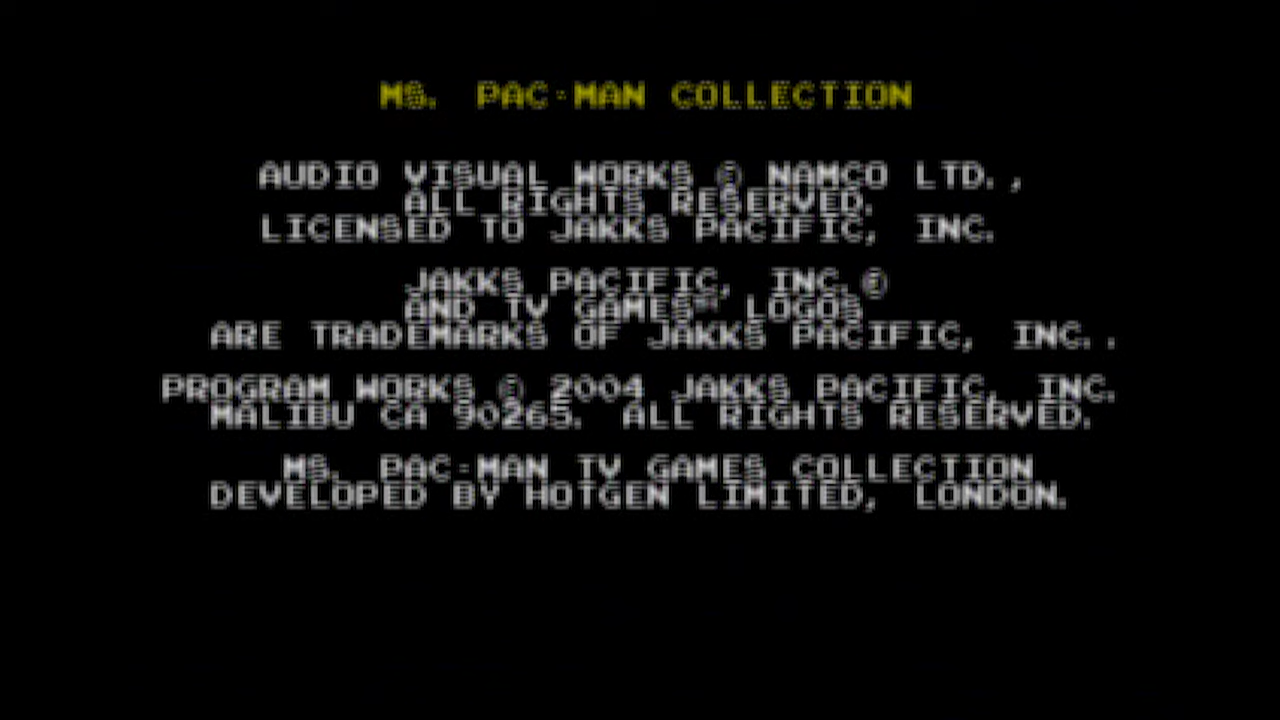 MS. PAC-MAN COLLECTION
AUDIO VISUAL WORKS © NAMCO LTD.,
ALL RIGHTS RESERVED.
LICENSED TO JAKKS PACIFIC, INC.
JAKKS PACIFIC, INC.®
AND TV GAMES™ LOGOS
ARE TRADEMARKS OF JAKKS PACIFIC, INC..
PROGRAM WORKS © 2004 JAKKS PACIFIC, INC.
MALIBU CA 90265. ALL RIGHTS RESERVED.
MS. PAC-MAN TV GAMES COLLECTION
DEVELOPED BY HOTGEN LIMITED, LONDON.